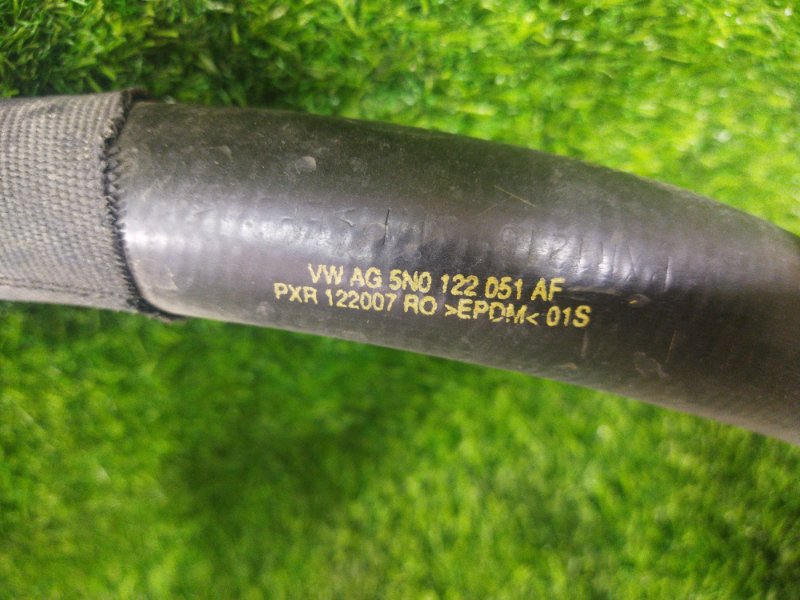 VW AG 5N0 122 051 AF
PXR 122007 RO >EPDM< 01S